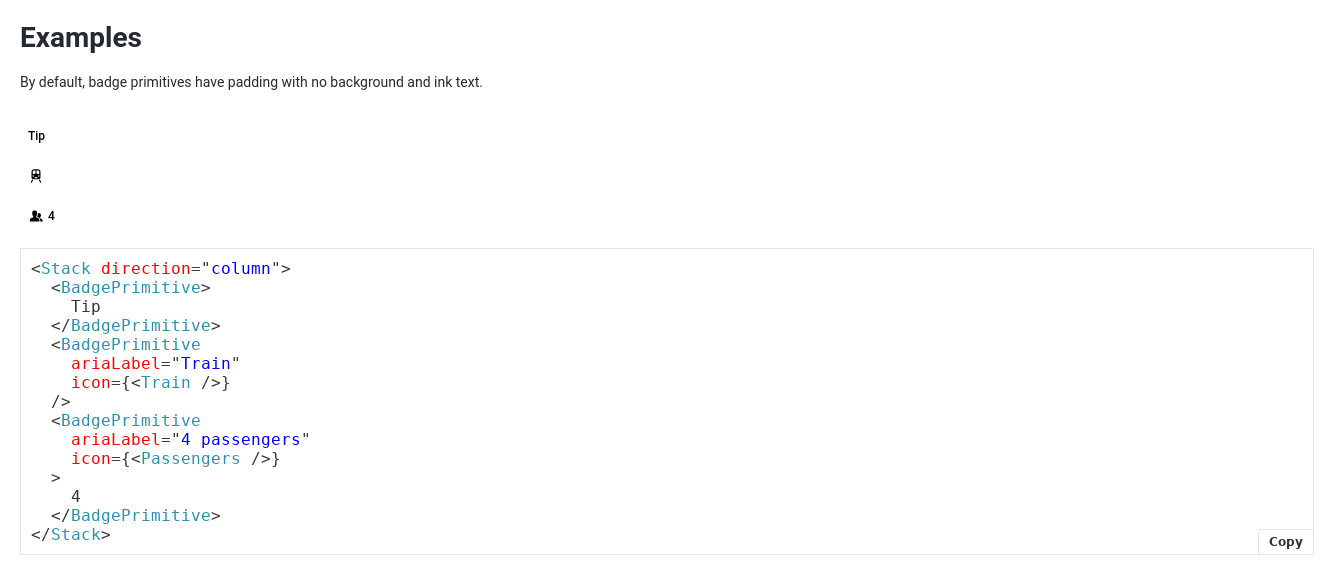 Examples
By default, badge primitives have padding with no background and ink text.
Tip
4
<Stack direction="column">
  <BadgePrimitive>
    Tip
  </BadgePrimitive>
  <BadgePrimitive
    ariaLabel="Train"
    icon={<Train />}
  />
  <BadgePrimitive
    ariaLabel="4 passengers"
    icon={<Passengers />}
  >
    4
  </BadgePrimitive>
</Stack>
Copy